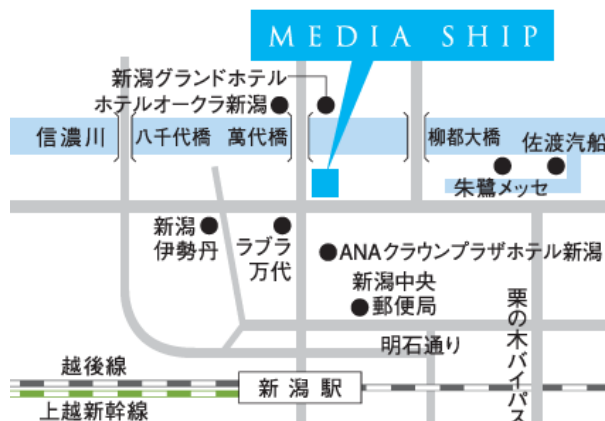 MEDIA SHIP
新潟グランドホテル
ホテルオークラ新潟
信濃川
八千代橋
萬代橋
柳都大橋
佐渡汽船
朱鷺メッセ
新潟
伊勢丹
ラブラ
万代
ANAクラウンプラザホテル新潟
新潟中央
郵便局
栗の木バイパス
明石通り
越後線
新潟駅
上越新幹線